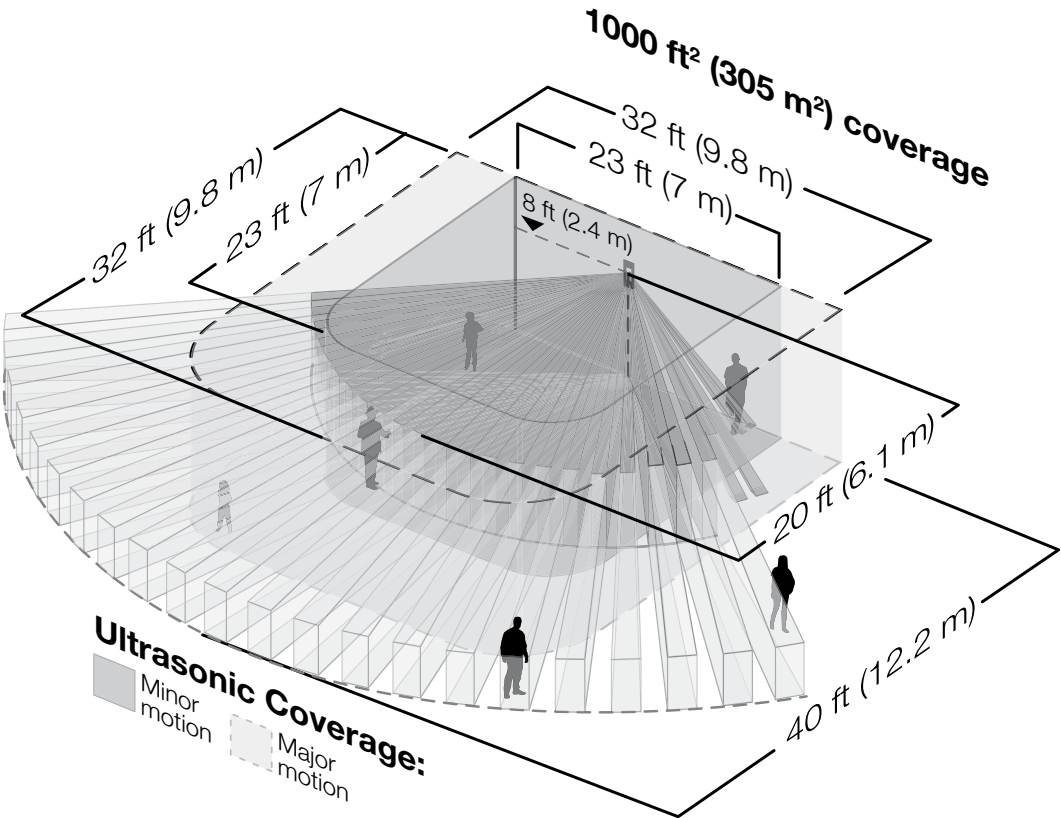 1000 ft² (305 m²) coverage
32 ft (9.8 m)
23 ft (7 m)
32 ft (9.8 m)
23 ft (7 m)
8 ft (2.4 m)
20 ft (6.1 m)
40 ft (12.2 m)
Ultrasonic Coverage:
Minor
motion
Major
motion